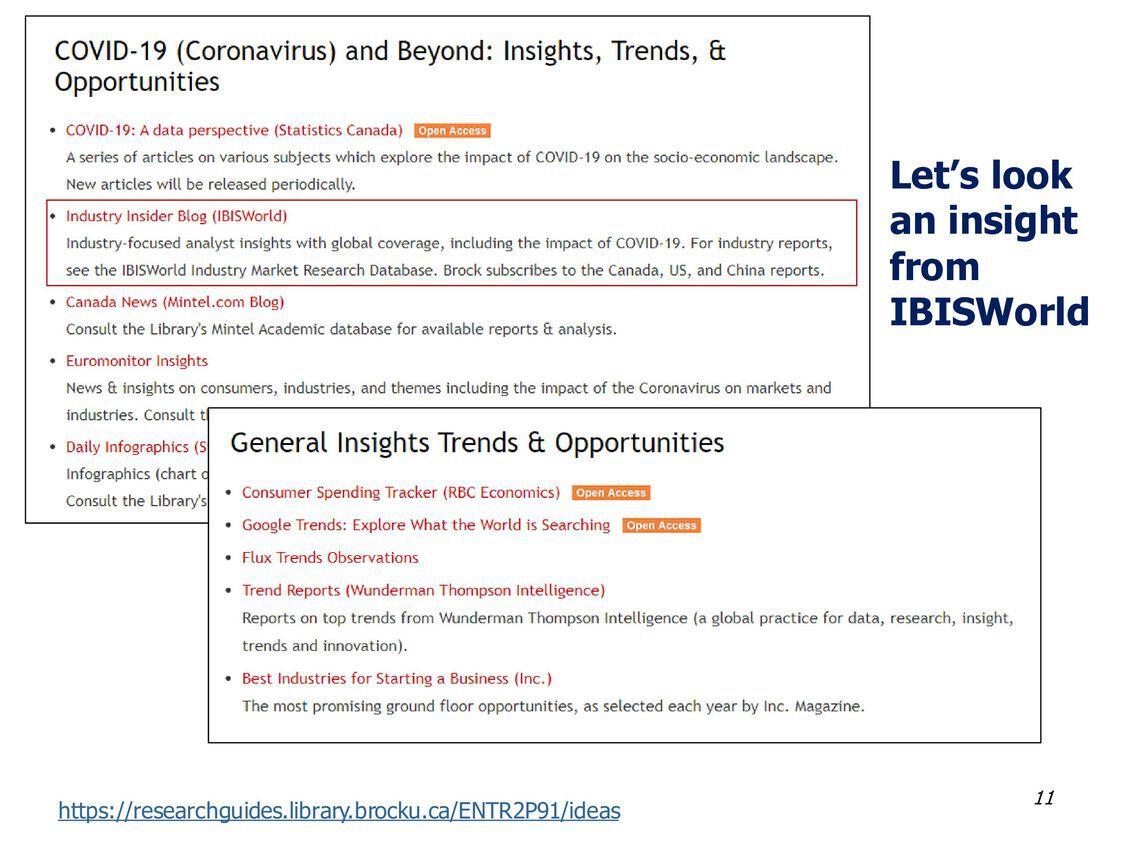 COVID-19 (Coronavirus) and Beyond: Insights, Trends, &
Opportunities
• COVID-19: A data perspective (Statistics Canada) Open Access
A series of articles on various subjects which explore the impact of COVID-19 on the socio-economic landscape.
New articles will be released periodically.
• Industry Insider Blog (IBISWorld)
Industry-focused analyst insights with global coverage, including the impact of COVID-19. For industry reports,
see the IBISWorld Industry Market Research Database. Brock subscribes to the Canada, US, and China reports.
• Canada News (Mintel.com Blog)
Consult the Library's Mintel Academic database for available reports & analysis.
• Euromonitor Insights
News & insights on consumers, industries, and themes including the impact of the Coronavirus on markets and
industries. Consult
• Daily Infographics
Infographics (chart
Consult the Library's
Let's look
an insight
from
IBISWorld
General Insights Trends & Opportunities
• Consumer Spending Tracker (RBC Economics) Open Access
• Google Trends: Explore What the World is Searching Open Access
• Flux Trends Observations
• Trend Reports (Wunderman Thompson Intelligence)
Reports on top trends from Wunderman Thompson Intelligence (a global practice for data, research, insight,
trends and innovation).
• Best Industries for Starting a Business (Inc.)
The most promising ground floor opportunities, as selected each year by Inc. Magazine.
https://researchguides.library.brocku.ca/ENTR2P91/ideas
11